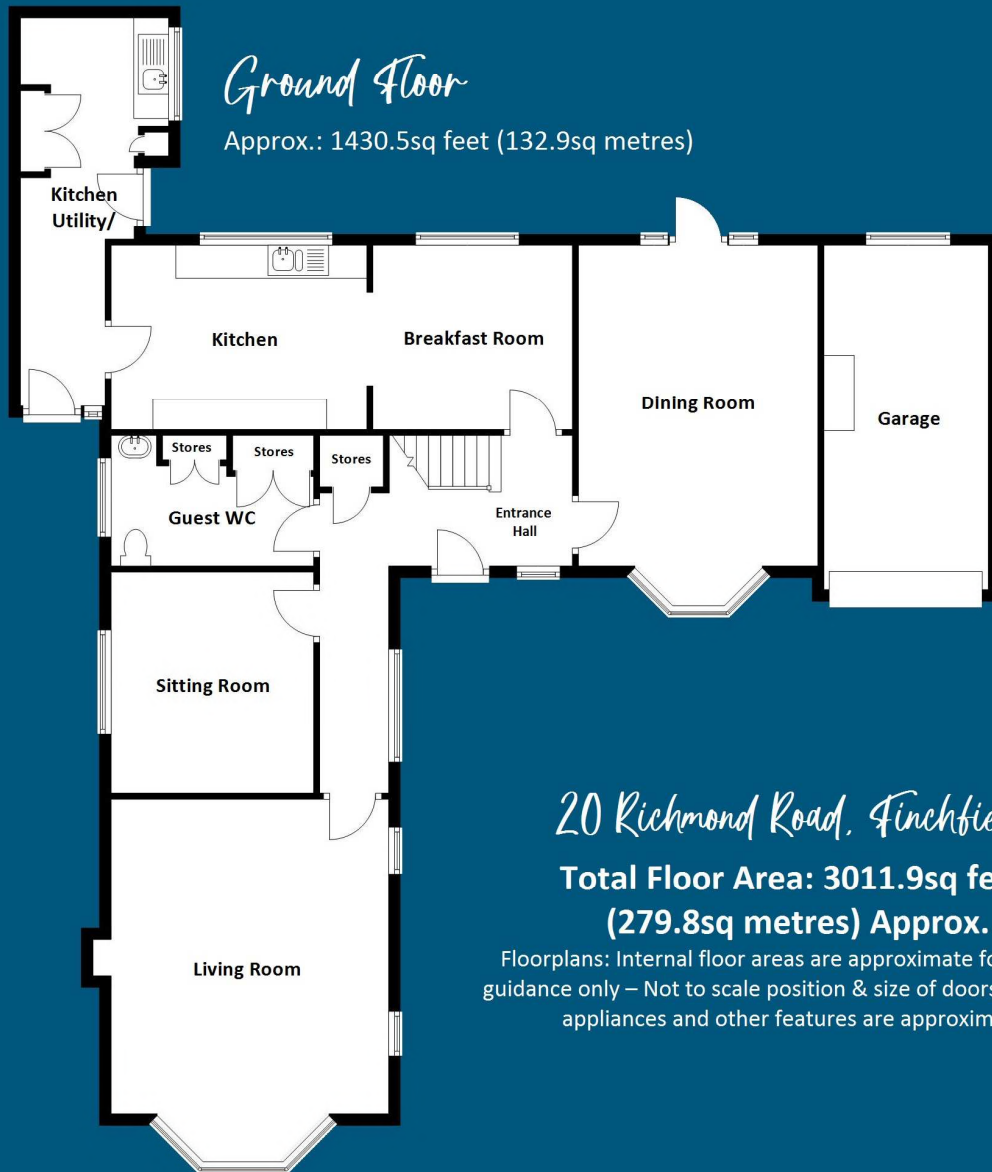 Ground Floor
Approx.: 1430.5sq feet (132.9sq metres)
Kitchen
Utility/
Kitchen
Breakfast Room
Dining Room
Garage
Stores
Stores
Stores
Guest WC
Entrance
Hall
Sitting Room
Living Room
20 Richmond Road, Finchfie
Total Floor Area: 3011.9sq fe
(279.8sq metres) Approx.
Floorplans: Internal floor areas are approximate fo
guidance only – Not to scale position & size of doors
appliances and other features are approxim